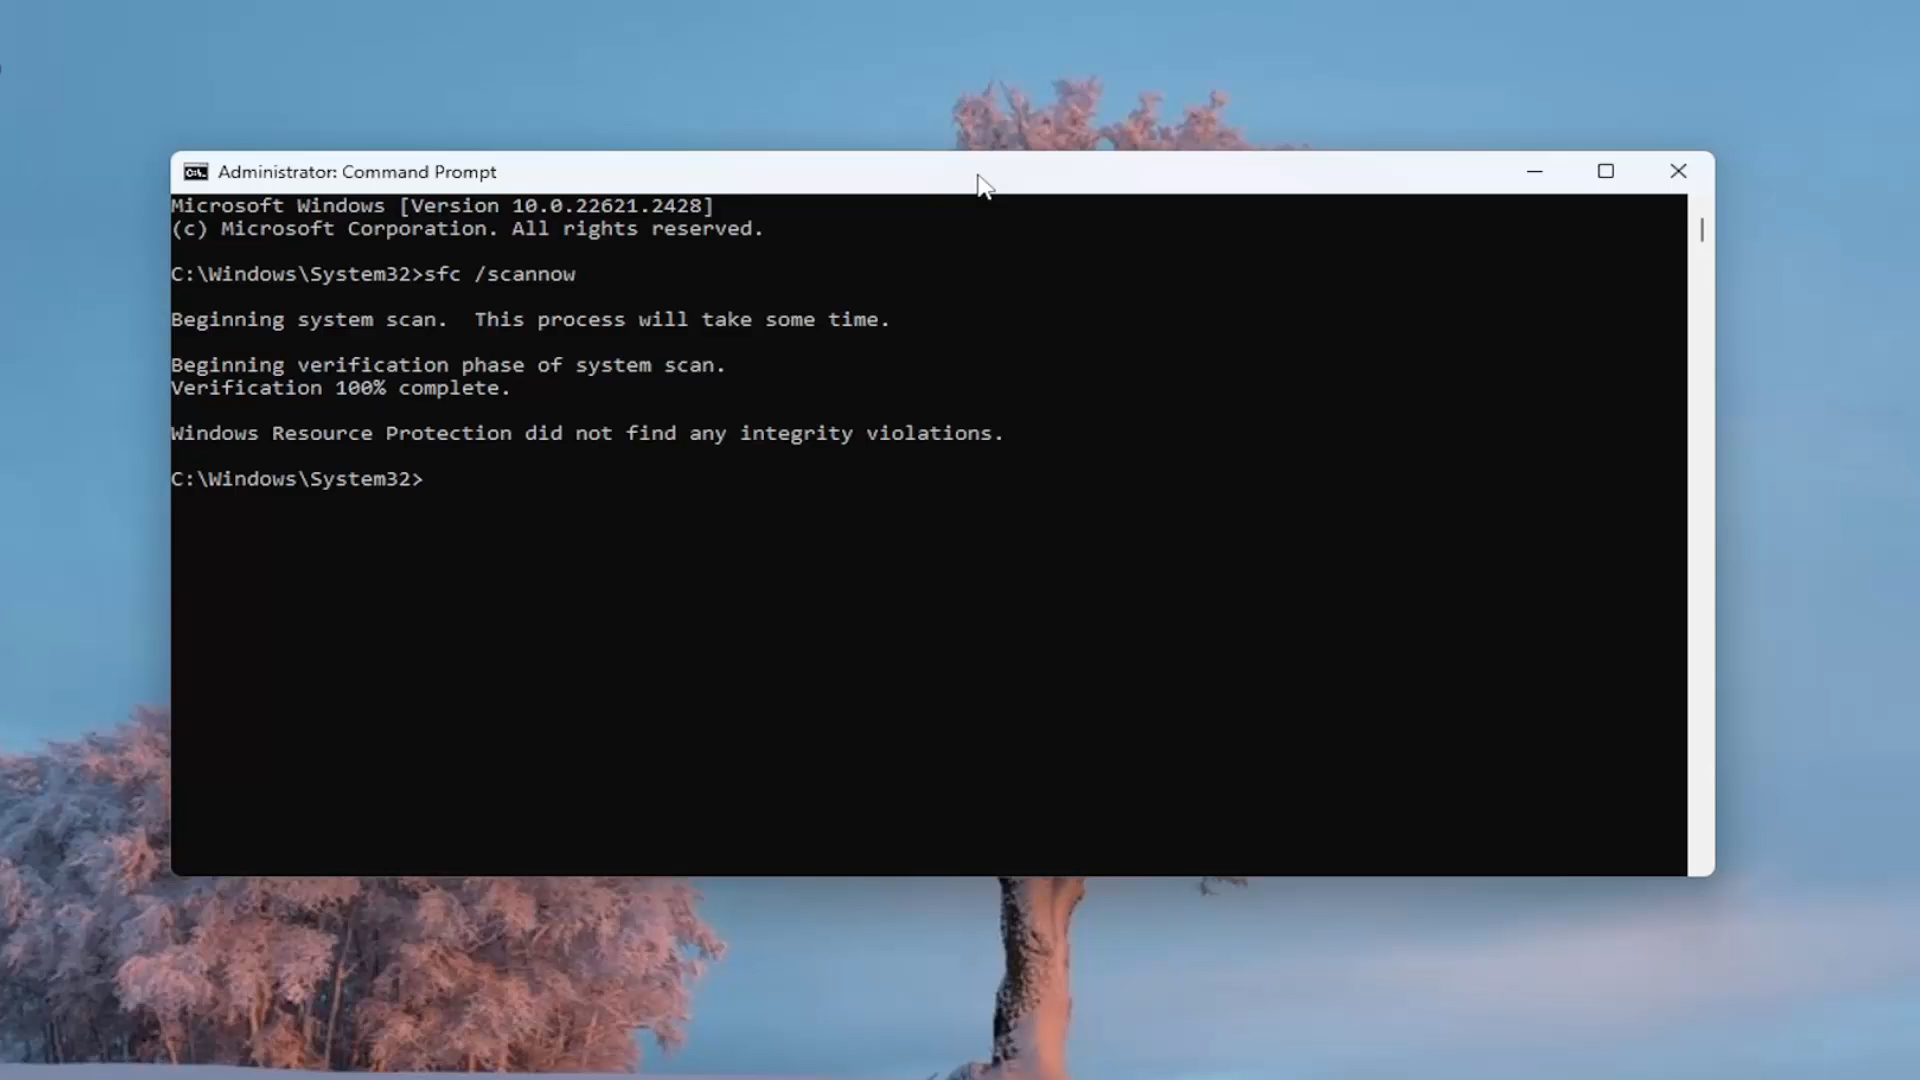 Administrator: Command Prompt
Microsoft Windows [Version 10.0.22621.2428]
(c) Microsoft Corporation. All rights reserved.
C:\Windows\System32>sfc /scannow
Beginning system scan.  This process will take some time.
Beginning verification phase of system scan.
Verification 100% complete.
Windows Resource Protection did not find any integrity violations.
C:\Windows\System32>